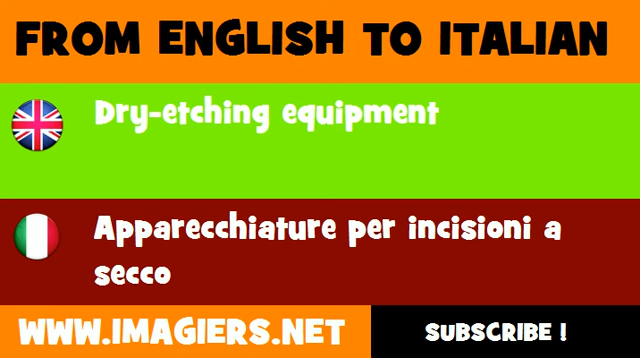 FROM ENGLISH TO ITALIAN
Dry-etching equipment
Apparecchiature per incisioni a
secco
WWW.IMAGIERS.NET
SUBSCRIBE !